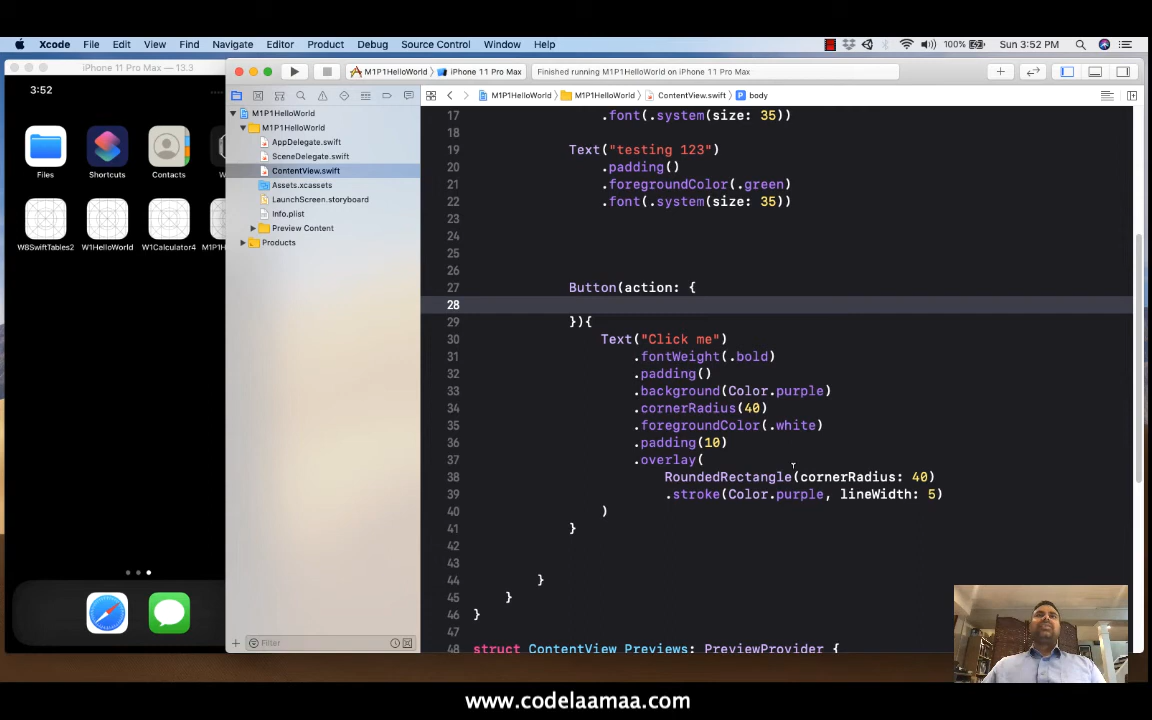 Xcode File Edit View Find Navigate Editor Product Debug Source Control Window Help 100% Sun 3:52 PM
iPhone 11 Pro Max — 13.3
M1P1HelloWorld iPhone 11 Pro Max Finished running M1P1HelloWorld on iPhone 11 Pro Max
3:52
M1P1HelloWorld M1P1HelloWorld ContentView.swift body
Files Shortcuts Contacts
W8SwiftTables2 W1HelloWorld W1Calculator4
M1P1HelloWorld
M1P1HelloWorld
AppDelegate.swift
SceneDelegate.swift
ContentView.swift
Assets.xcassets
LaunchScreen.storyboard
Info.plist
Preview Content
Products
Filter
17 .font(.system(size: 35))
18
19 Text("testing 123")
20 .padding()
21 .foregroundColor(.green)
22 .font(.system(size: 35))
23
24
25
26
27 Button(action: {
28
29 }){
30 Text("Click me")
31 .fontWeight(.bold)
32 .padding()
33 .background(Color.purple)
34 .cornerRadius(40)
35 .foregroundColor(.white)
36 .padding(10)
37 .overlay(
38 RoundedRectangle(cornerRadius: 40)
39 .stroke(Color.purple, lineWidth: 5)
40 )
41 }
42
43
44 }
45 }
46 }
47
48 struct ContentView_Previews: PreviewProvider {
www.codelaamaa.com